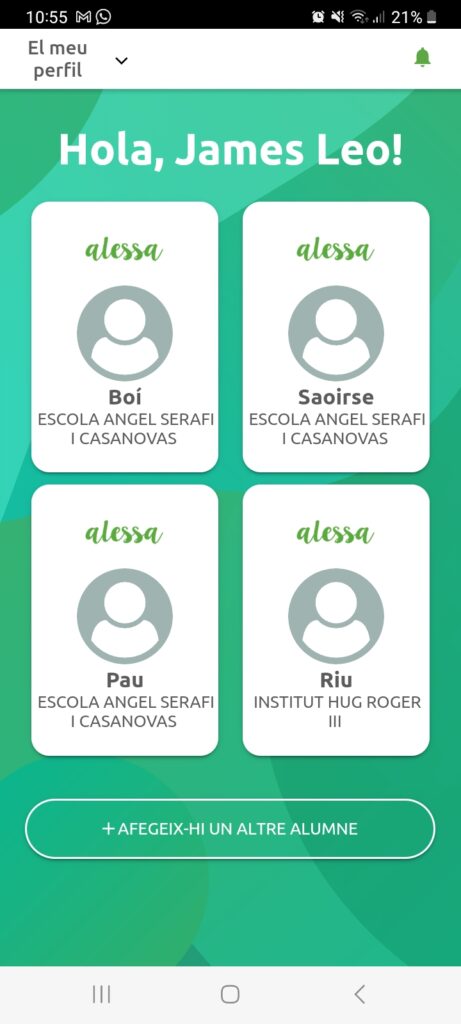 10:55 21%
El meu
perfil
Hola, James Leo!
alessa
Boí
ESCOLA ANGEL SERAFI
I CASANOVAS
alessa
Saoirse
ESCOLA ANGEL SERAFI
I CASANOVAS
alessa
Pau
ESCOLA ANGEL SERAFI
I CASANOVAS
alessa
Riu
INSTITUT HUG ROGER
III
+ AFEGEIX-HI UN ALTRE ALUMNE